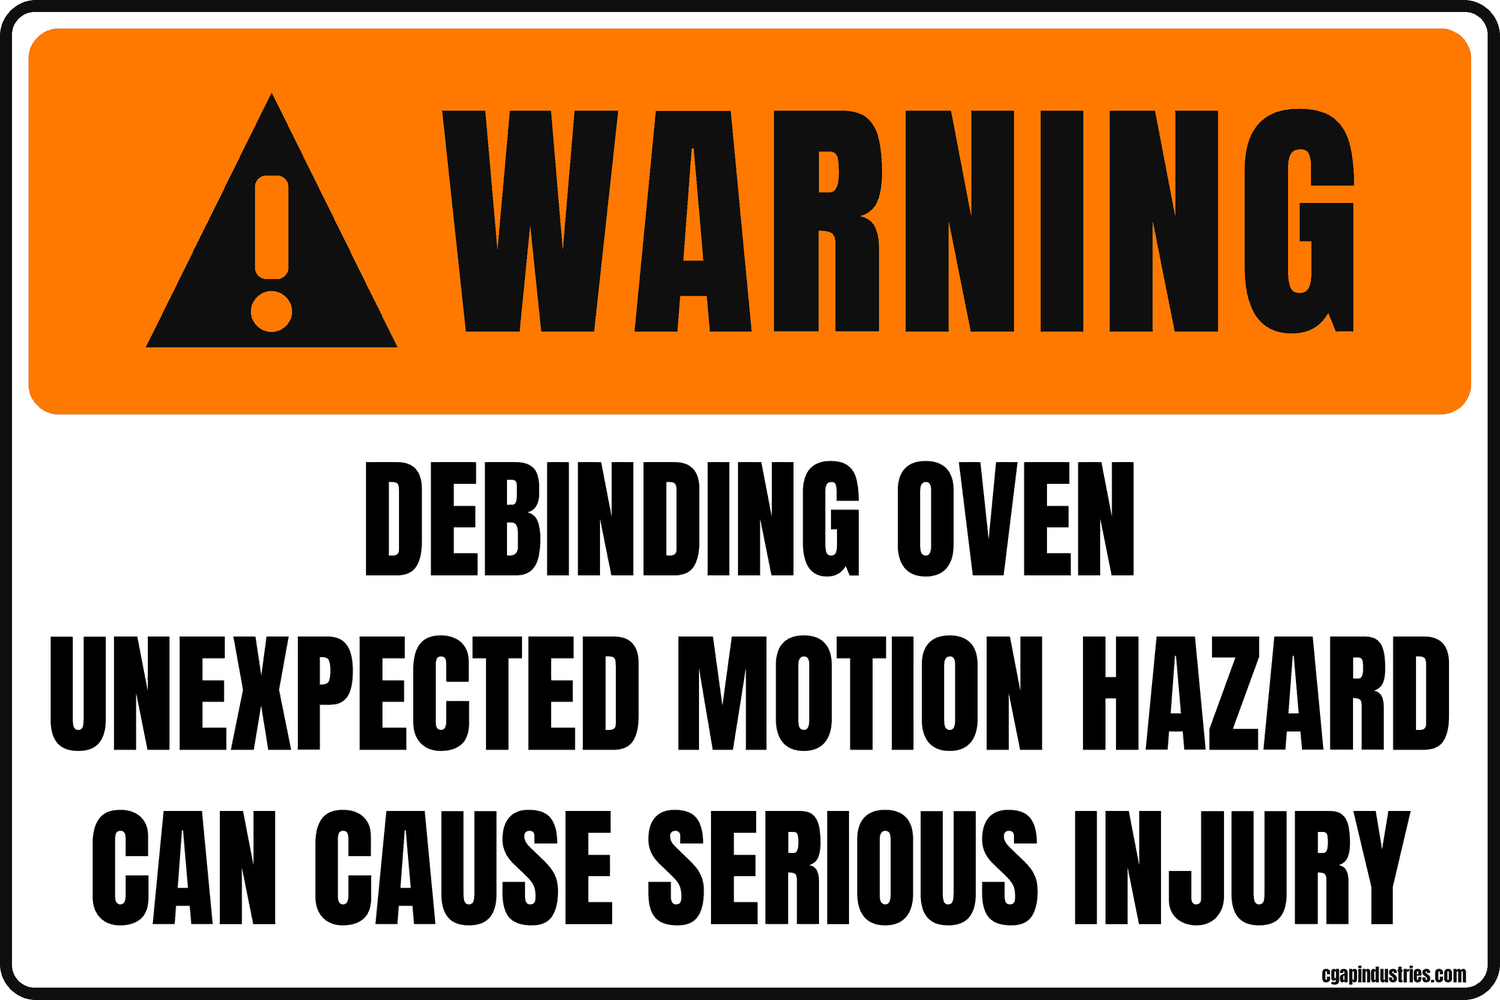 WARNING
DEBINDING OVEN
UNEXPECTED MOTION HAZARD
CAN CAUSE SERIOUS INJURY
cgapindustries.com